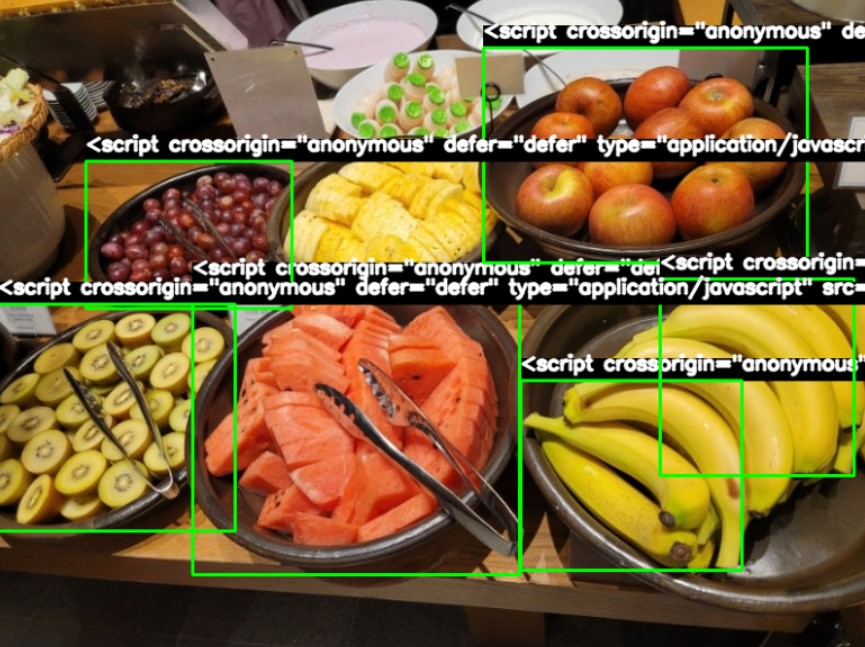 <script crossorigin="anonymous" de
<script crossorigin="anonymous" defer="defer" type="application/javascr
<script crossorigin="anonymous" defer="de
<script crossorigin=
<script crossorigin="anonymous" defer="defer" type="application/javascript" src=
<script crossorigin="anonymous"